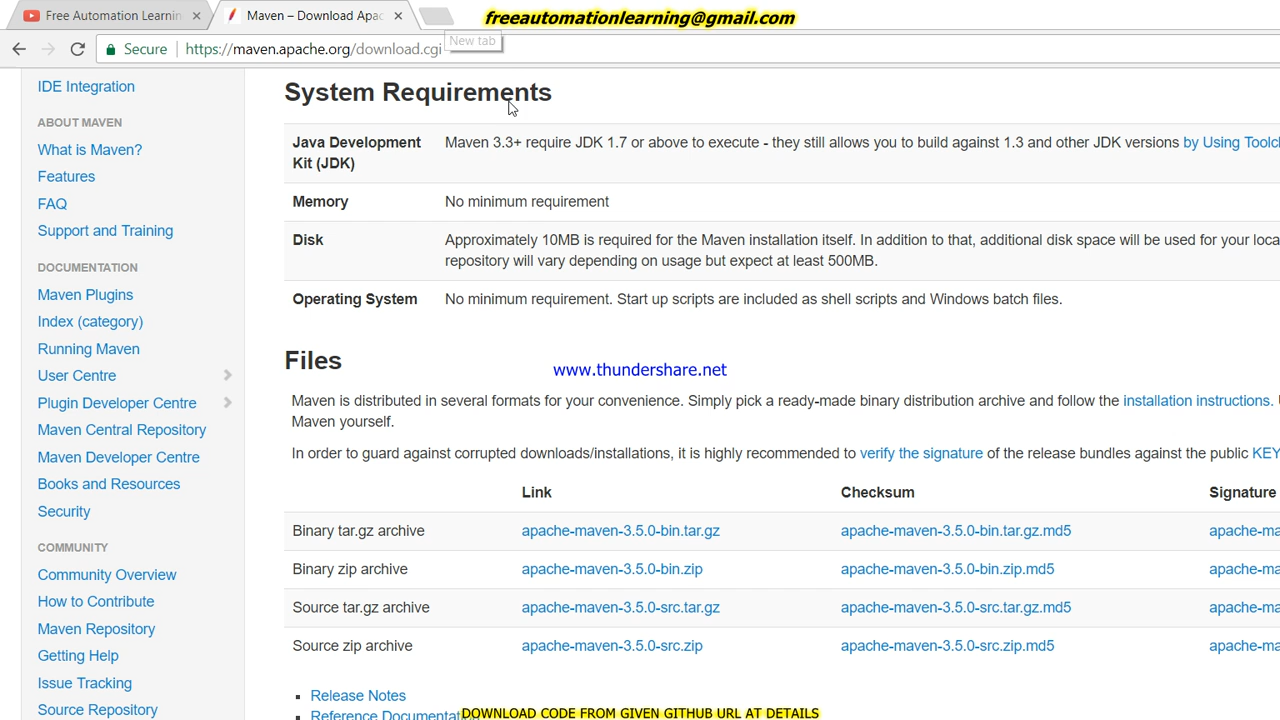 Free Automation Learnin
Maven – Download Apac
freeautomationlearning@gmail.com
New tab
Secure
https://maven.apache.org/download.cgi
IDE Integration
ABOUT MAVEN
What is Maven?
Features
FAQ
Support and Training
DOCUMENTATION
Maven Plugins
Index (category)
Running Maven
User Centre
Plugin Developer Centre
Maven Central Repository
Maven Developer Centre
Books and Resources
Security
COMMUNITY
Community Overview
How to Contribute
Maven Repository
Getting Help
Issue Tracking
Source Repository
System Requirements
Java Development Kit (JDK)
Maven 3.3+ require JDK 1.7 or above to execute - they still allows you to build against 1.3 and other JDK versions by Using Toolc
Memory
No minimum requirement
Disk
Approximately 10MB is required for the Maven installation itself. In addition to that, additional disk space will be used for your loca
repository will vary depending on usage but expect at least 500MB.
Operating System
No minimum requirement. Start up scripts are included as shell scripts and Windows batch files.
Files
www.thundershare.net
Maven is distributed in several formats for your convenience. Simply pick a ready-made binary distribution archive and follow the installation instructions.
Maven yourself.
In order to guard against corrupted downloads/installations, it is highly recommended to verify the signature of the release bundles against the public KEY
Link Checksum Signature
Binary tar.gz archive apache-maven-3.5.0-bin.tar.gz apache-maven-3.5.0-bin.tar.gz.md5 apache-ma
Binary zip archive apache-maven-3.5.0-bin.zip apache-maven-3.5.0-bin.zip.md5 apache-ma
Source tar.gz archive apache-maven-3.5.0-src.tar.gz apache-maven-3.5.0-src.tar.gz.md5 apache-ma
Source zip archive apache-maven-3.5.0-src.zip apache-maven-3.5.0-src.zip.md5 apache-ma
Release Notes
Reference Documentat
DOWNLOAD CODE FROM GIVEN GITHUB URL AT DETAILS